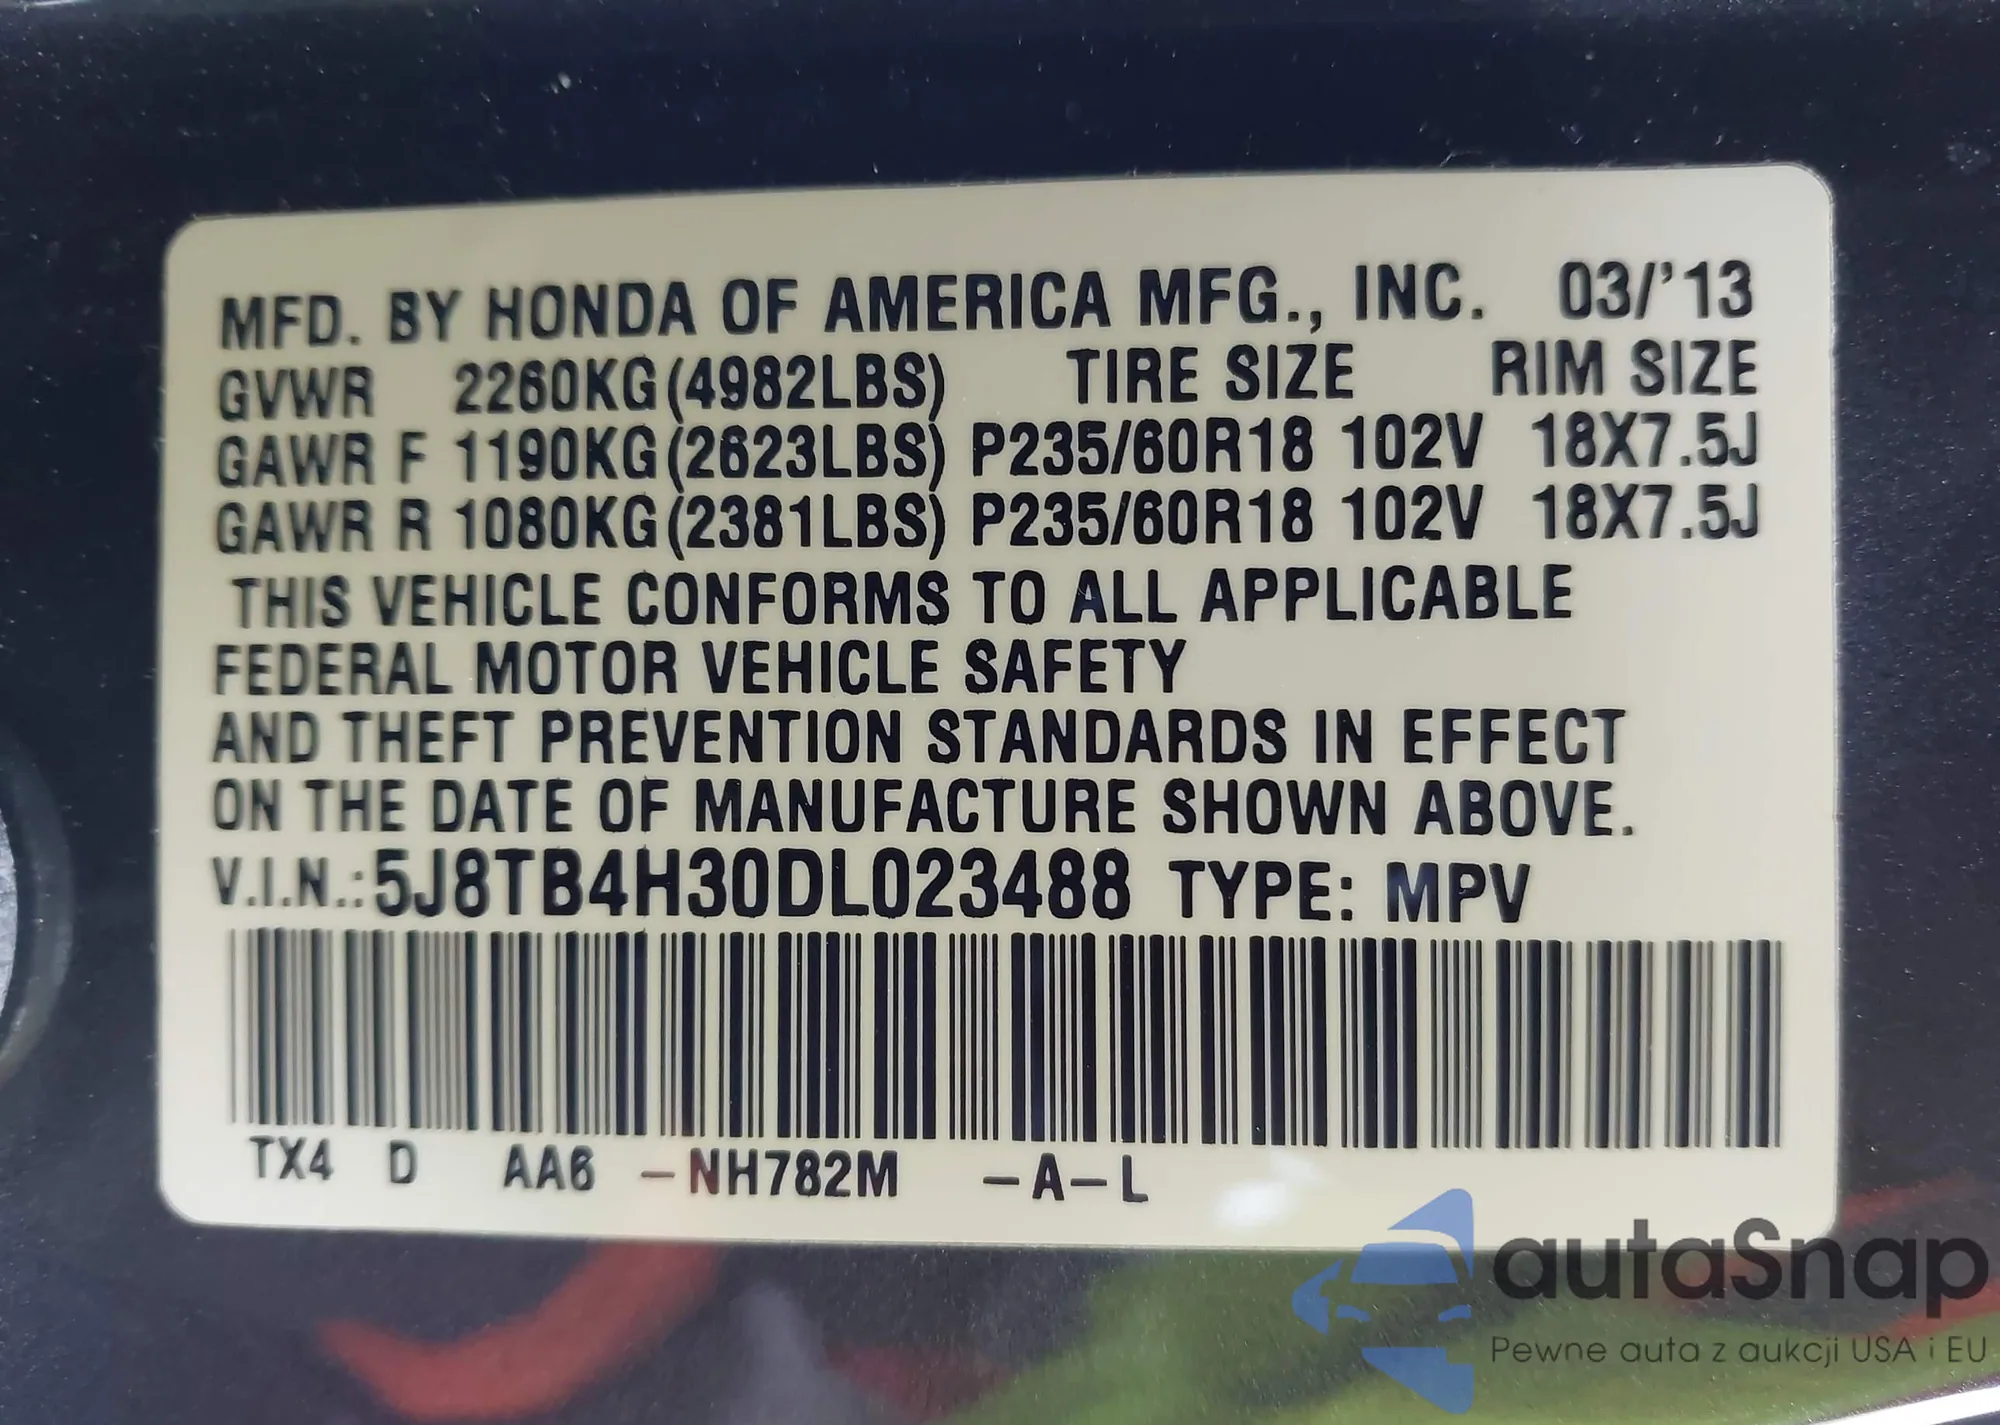 MFD. BY HONDA OF AMERICA MFG., INC. 03/'13
GVWR 2260KG(4982LBS) TIRE SIZE RIM SIZE
GAWR F 1190KG(2623LBS) P235/60R18 102V 18X7.5J
GAWR R 1080KG(2381LBS) P235/60R18 102V 18X7.5J
THIS VEHICLE CONFORMS TO ALL APPLICABLE
FEDERAL MOTOR VEHICLE SAFETY
AND THEFT PREVENTION STANDARDS IN EFFECT
ON THE DATE OF MANUFACTURE SHOWN ABOVE.
V.I.N.:5J8TB4H30DL023488 TYPE: MPV
TX4 D AA6 -NH782M -A-L
autaSnap
Pewne auta z aukcji USA i EU